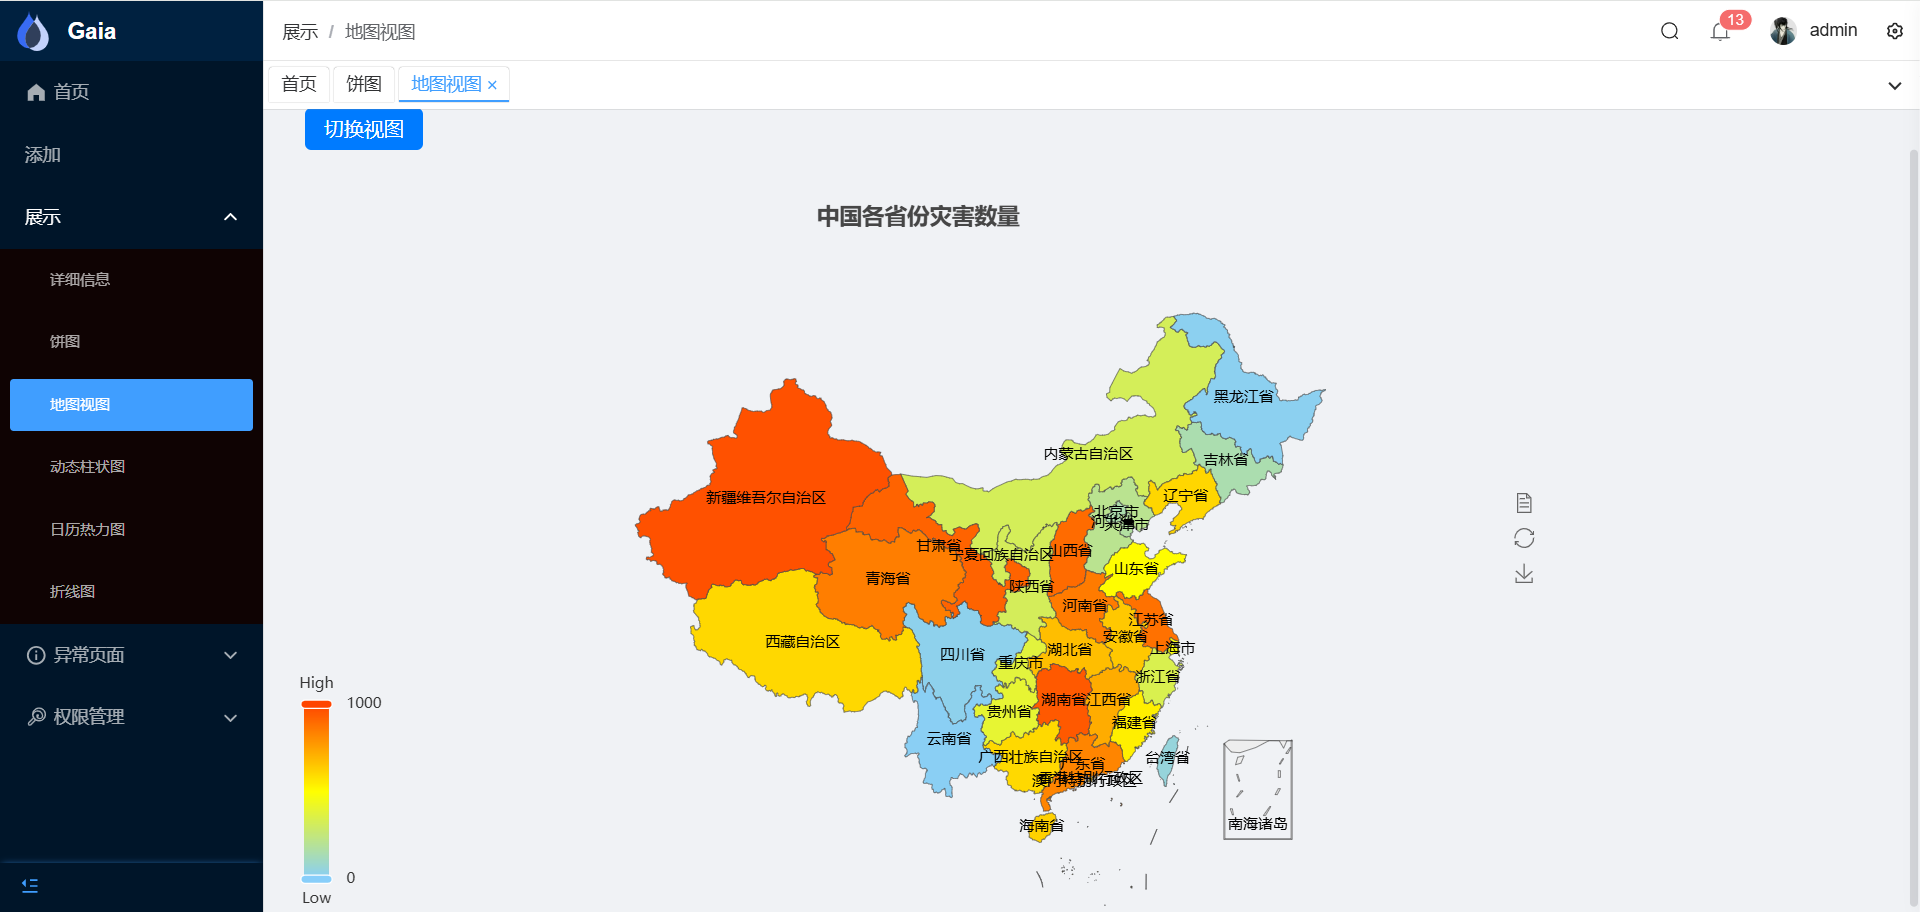 Gaia
首页
添加
展示
详细信息
饼图
地图视图
动态柱状图
日历热力图
折线图
异常页面
权限管理
展示 / 地图视图
13
admin
首页 饼图 地图视图 ×
切换视图
中国各省份灾害数量
黑龙江省
内蒙古自治区
吉林省
新疆维吾尔自治区
辽宁省
北京市
河北省
天津市
甘肃省
宁夏回族自治区
山西省
山东省
青海省
陕西省
河南省
江苏省
安徽省
西藏自治区
上海市
湖北省
四川省
重庆市
浙江省
湖南省
江西省
贵州省
福建省
云南省
广西壮族自治区
广东省
台湾省
香港特别行政区
澳门特别行政区
海南省
南海诸岛
High
1000
0
Low